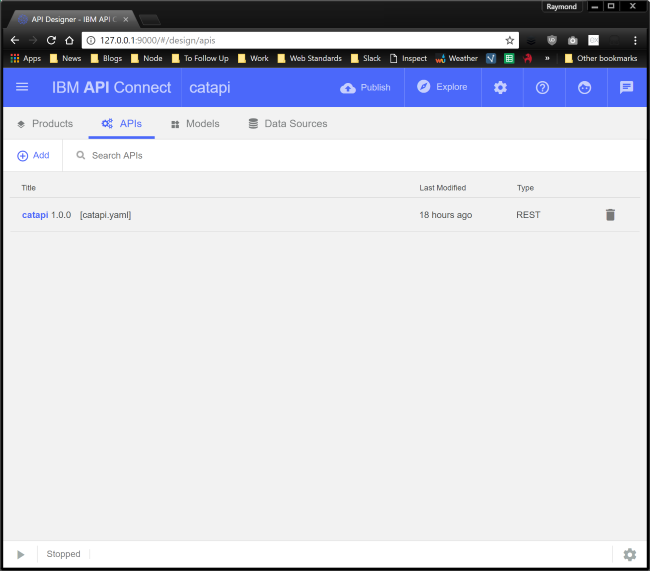 Raymond
API Designer - IBM API C
127.0.0.1:9000/#/design/apis
Apps News Blogs Node To Follow Up Work Web Standards Slack Inspect Weather » Other bookmarks
IBM API Connect catapi Publish Explore
Products APIs Models Data Sources
Add Search APIs
Title Last Modified Type
catapi 1.0.0 [catapi.yaml] 18 hours ago REST
Stopped